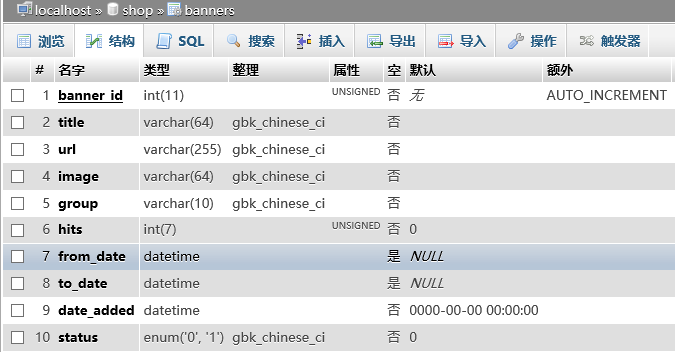 localhost » shop » banners
浏览 结构 SQL 搜索 插入 导出 导入 操作 触发器
# 名字 类型 整理 属性 空 默认 额外
1 banner_id int(11) UNSIGNED 否 无 AUTO_INCREMENT
2 title varchar(64) gbk_chinese_ci 否
3 url varchar(255) gbk_chinese_ci 否
4 image varchar(64) gbk_chinese_ci 否
5 group varchar(10) gbk_chinese_ci 否
6 hits int(7) UNSIGNED 否 0
7 from_date datetime 是 NULL
8 to_date datetime 是 NULL
9 date_added datetime 否 0000-00-00 00:00:00
10 status enum('0', '1') gbk_chinese_ci 否 0